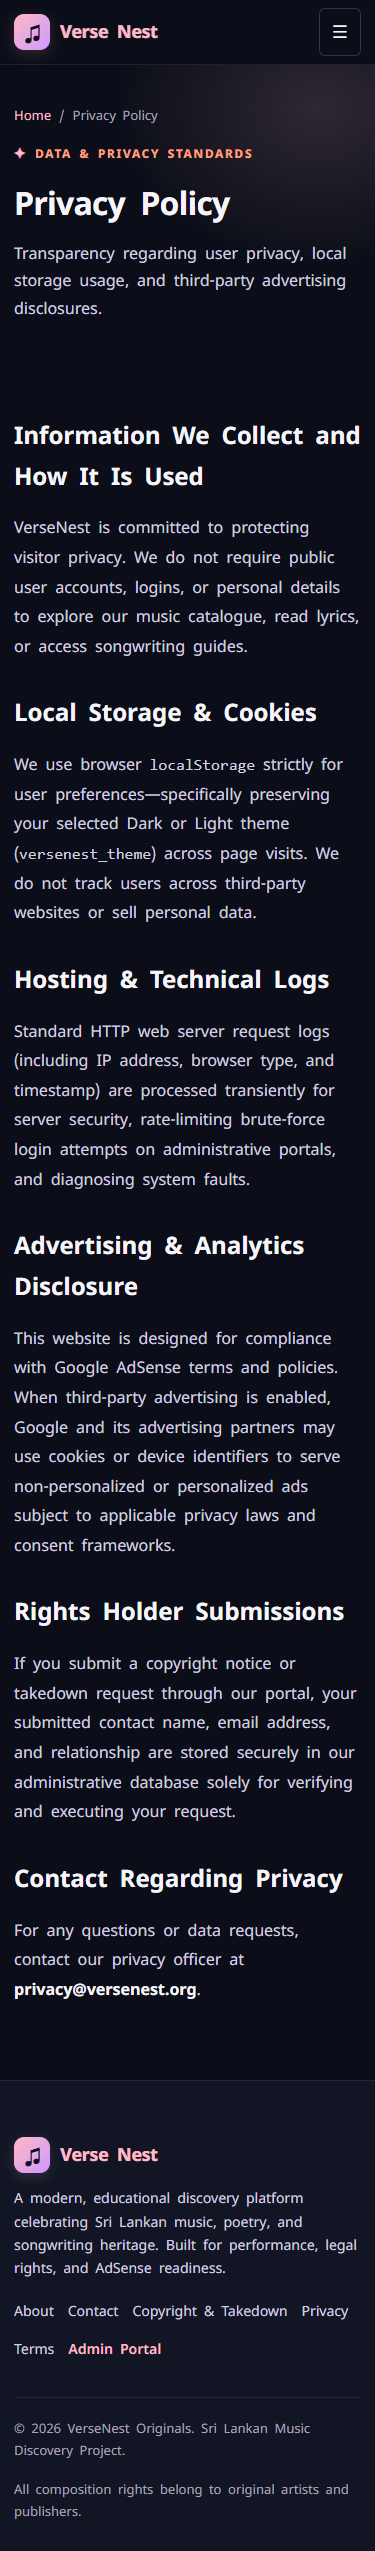 Verse Nest
Home / Privacy Policy
✦ DATA & PRIVACY STANDARDS
Privacy Policy
Transparency regarding user privacy, local
storage usage, and third-party advertising
disclosures.
Information We Collect and
How It Is Used
VerseNest is committed to protecting
visitor privacy. We do not require public
user accounts, logins, or personal details
to explore our music catalogue, read lyrics,
or access songwriting guides.
Local Storage & Cookies
We use browser localStorage strictly for
user preferences—specifically preserving
your selected Dark or Light theme
(versenest_theme) across page visits. We
do not track users across third-party
websites or sell personal data.
Hosting & Technical Logs
Standard HTTP web server request logs
(including IP address, browser type, and
timestamp) are processed transiently for
server security, rate-limiting brute-force
login attempts on administrative portals,
and diagnosing system faults.
Advertising & Analytics
Disclosure
This website is designed for compliance
with Google AdSense terms and policies.
When third-party advertising is enabled,
Google and its advertising partners may
use cookies or device identifiers to serve
non-personalized or personalized ads
subject to applicable privacy laws and
consent frameworks.
Rights Holder Submissions
If you submit a copyright notice or
takedown request through our portal, your
submitted contact name, email address,
and relationship are stored securely in our
administrative database solely for verifying
and executing your request.
Contact Regarding Privacy
For any questions or data requests,
contact our privacy officer at
privacy@versenest.org.
Verse Nest
A modern, educational discovery platform
celebrating Sri Lankan music, poetry, and
songwriting heritage. Built for performance, legal
rights, and AdSense readiness.
About Contact Copyright & Takedown Privacy
Terms Admin Portal
© 2026 VerseNest Originals. Sri Lankan Music
Discovery Project.
All composition rights belong to original artists and
publishers.